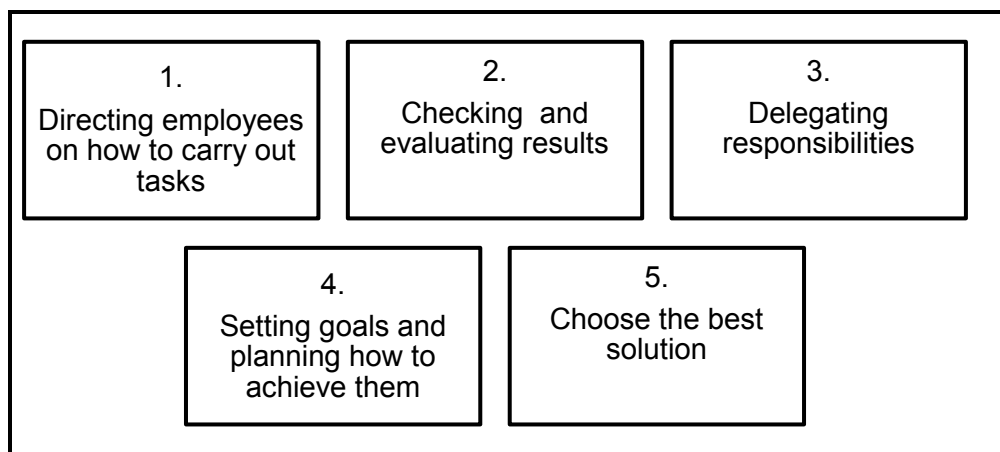 1.
Directing employees
on how to carry out
tasks
2.
Checking and
evaluating results
3.
Delegating
responsibilities
4.
Setting goals and
planning how to
achieve them
5.
Choose the best
solution